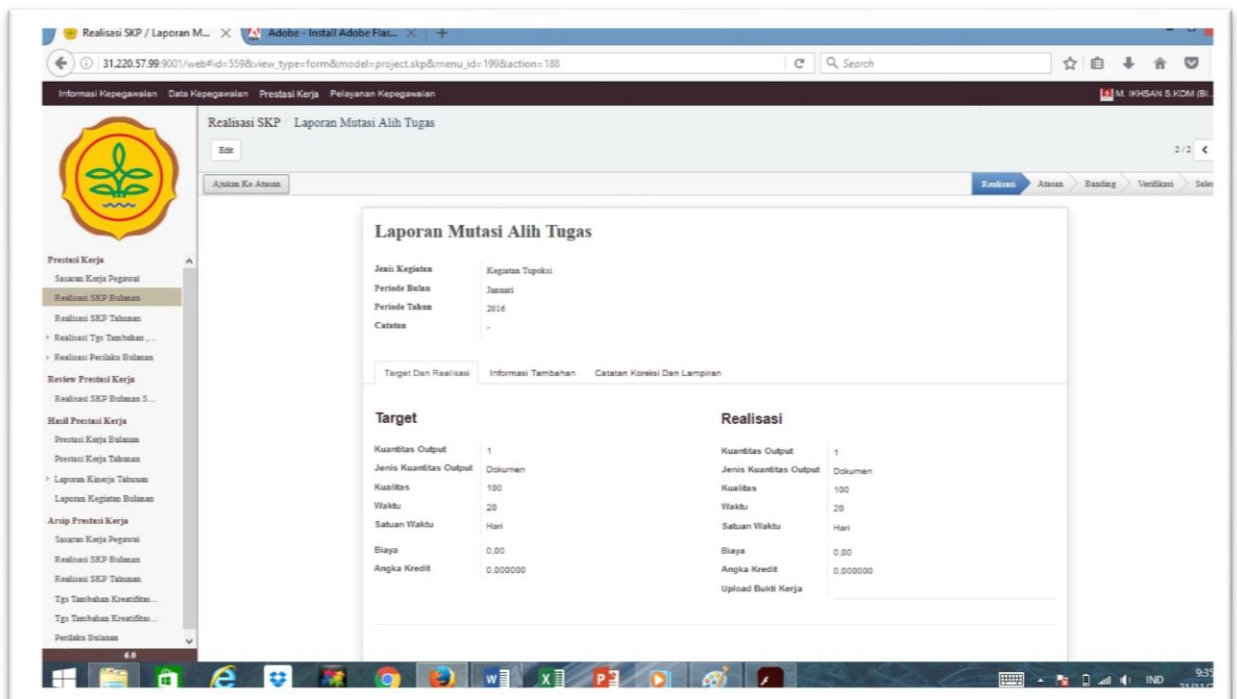 Realisasi SKP / Laporan M...
Adobe - Install Adobe Flas...
31.220.57.99:9001/web#id=559&view_type=form&model=project.skp&menu_id=199&action=188
Search
Informasi Kepegawaian Data Kepegawaian Prestasi Kerja Pelayanan Kepegawaian
M. IKHSAN S.KOM (BI...
Realisasi SKP / Laporan Mutasi Alih Tugas
Edit
2 / 2
Ajukan Ke Atasan
Realisasi Atasan Banding Verifikasi Seles
Prestasi Kerja
Sasaran Kerja Pegawai
Realisasi SKP Bulanan
Realisasi SKP Tahunan
Realisasi Tgs Tambahan ,...
Realisasi Perilaku Bulanan
Review Prestasi Kerja
Realisasi SKP Bulanan S...
Hasil Prestasi Kerja
Prestasi Kerja Bulanan
Prestasi Kerja Tahunan
Laporan Kinerja Tahunan
Laporan Kegiatan Bulanan
Arsip Prestasi Kerja
Sasaran Kerja Pegawai
Realisasi SKP Bulanan
Realisasi SKP Tahunan
Tgs Tambahan Kreatifitas...
Tgs Tambahan Kreatifitas...
Perilaku Bulanan
6.0
Laporan Mutasi Alih Tugas
Jenis Kegiatan Kegiatan Tupoksi
Periode Bulan Januari
Periode Tahun 2016
Catatan -
Target Dan Realisasi Informasi Tambahan Catatan Koreksi Dan Lampiran
Target
Kuantitas Output 1
Jenis Kuantitas Output Dokumen
Kualitas 100
Waktu 20
Satuan Waktu Hari
Biaya 0,00
Angka Kredit 0,000000
Realisasi
Kuantitas Output 1
Jenis Kuantitas Output Dokumen
Kualitas 100
Waktu 20
Satuan Waktu Hari
Biaya 0,00
Angka Kredit 0,000000
Upload Bukti Kerja
IND
9:35